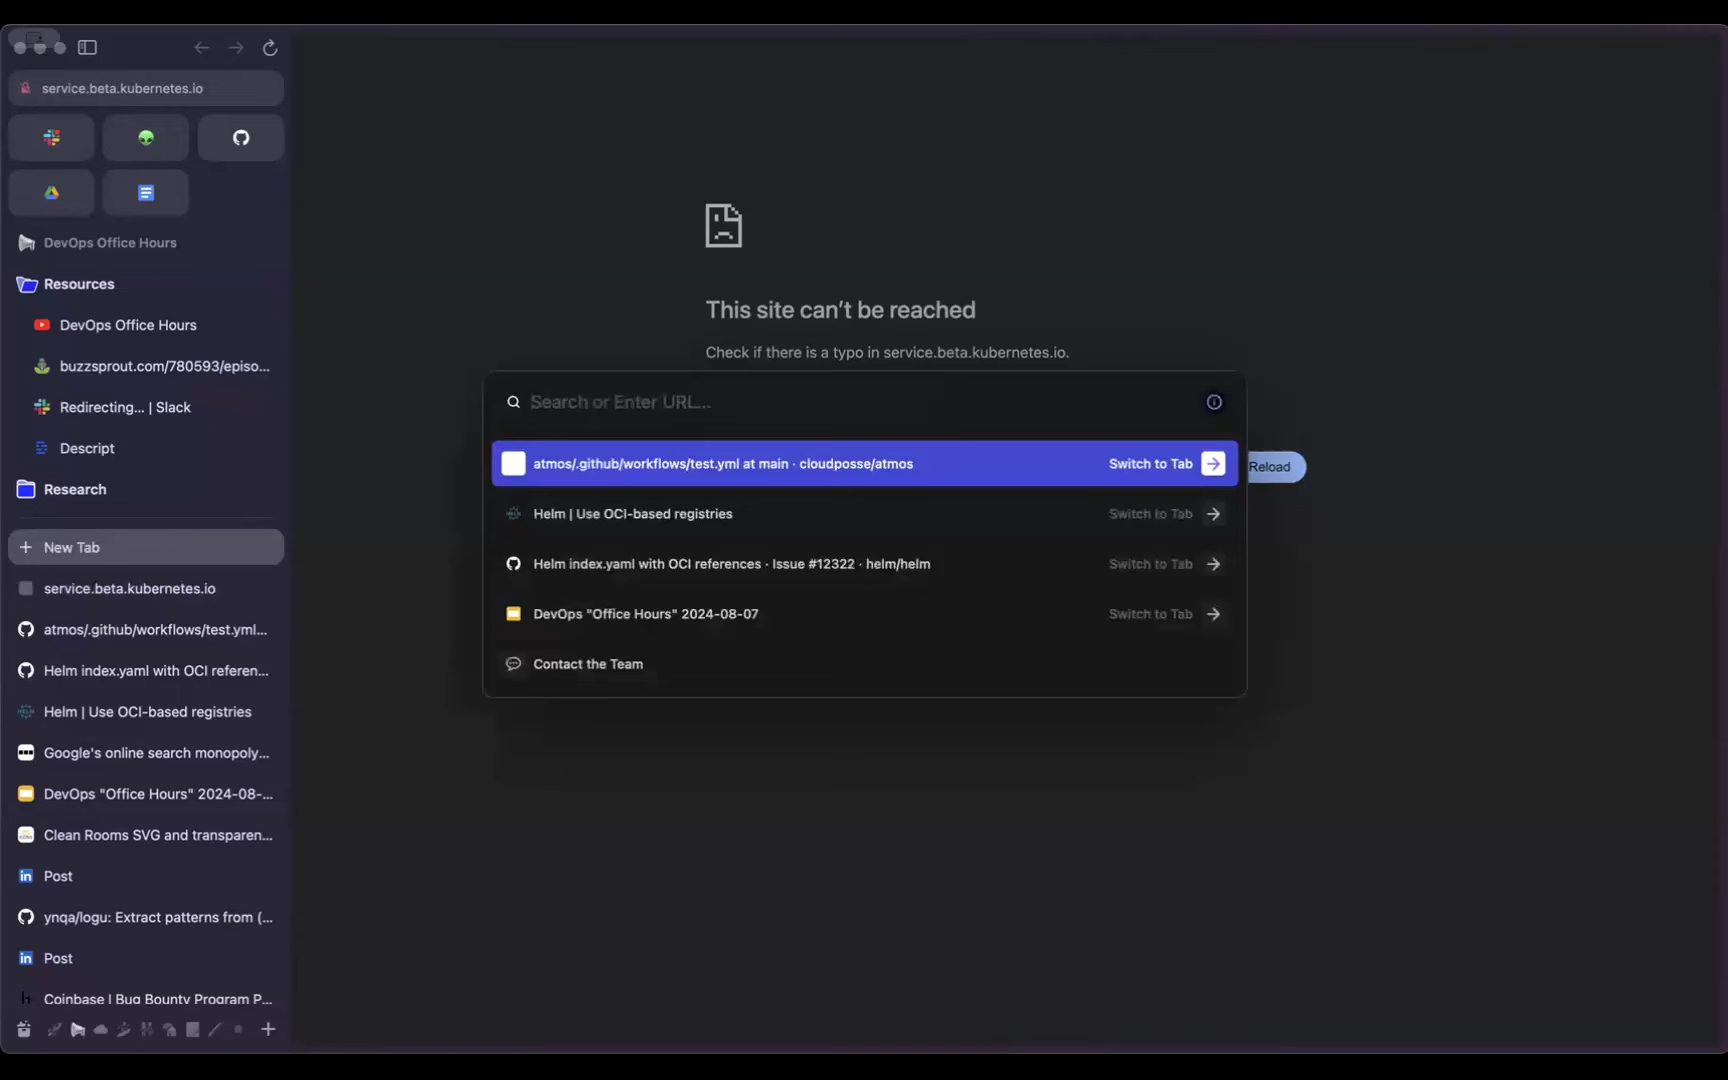 service.beta.kubernetes.io
DevOps Office Hours
Resources
DevOps Office Hours
buzzsprout.com/780593/episo...
Redirecting... | Slack
Descript
Research
New Tab
service.beta.kubernetes.io
atmos/.github/workflows/test.yml...
Helm index.yaml with OCI referen...
Helm | Use OCI-based registries
Google's online search monopoly...
DevOps "Office Hours" 2024-08-...
Clean Rooms SVG and transparen...
Post
ynqa/logu: Extract patterns from (...
Post
Coinbase | Bug Bounty Program P...
This site can't be reached
Check if there is a typo in service.beta.kubernetes.io.
Search or Enter URL...
atmos/.github/workflows/test.yml at main · cloudposse/atmos Switch to Tab
Reload
Helm | Use OCI-based registries Switch to Tab
Helm index.yaml with OCI references · Issue #12322 · helm/helm Switch to Tab
DevOps "Office Hours" 2024-08-07 Switch to Tab
Contact the Team